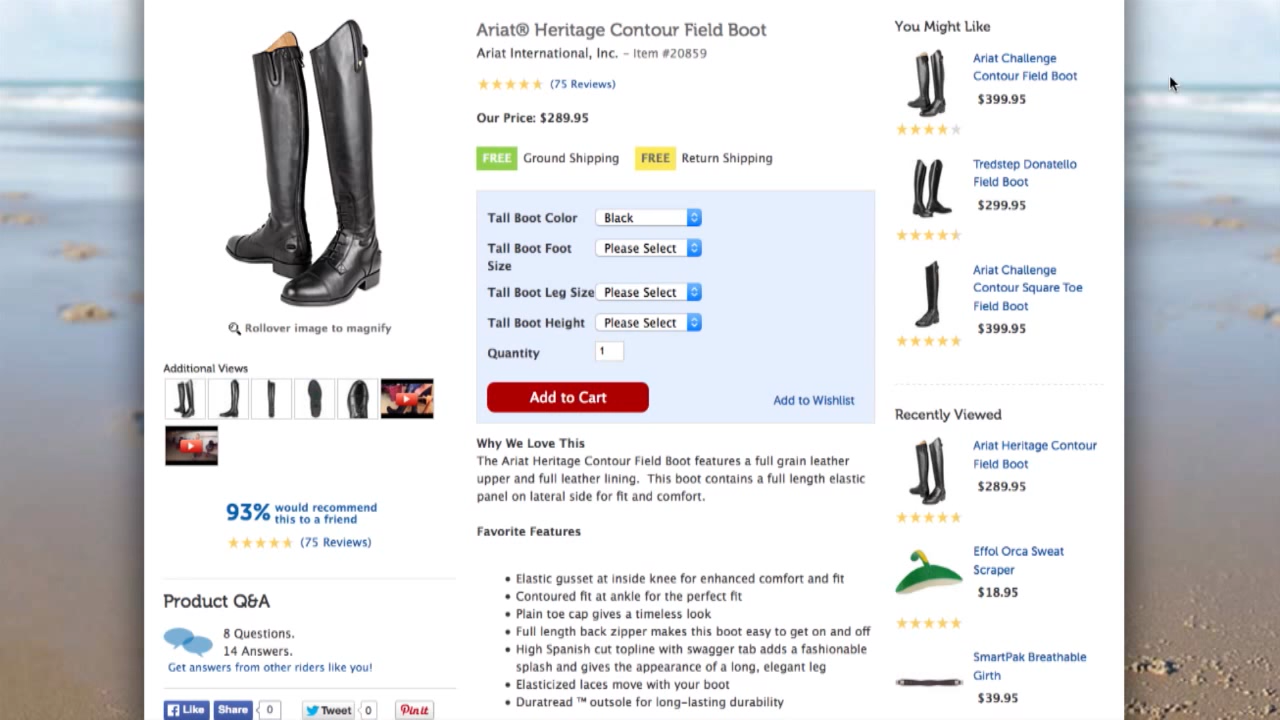 Ariat® Heritage Contour Field Boot
Ariat International, Inc. – Item #20859
(75 Reviews)
Our Price: $289.95
FREE Ground Shipping FREE Return Shipping
Tall Boot Color Black
Tall Boot Foot Please Select
Size
Tall Boot Leg Size Please Select
Tall Boot Height Please Select
Quantity 1
Add to Cart
Add to Wishlist
Why We Love This
The Ariat Heritage Contour Field Boot features a full grain leather
upper and full leather lining. This boot contains a full length elastic
panel on lateral side for fit and comfort.
Favorite Features
• Elastic gusset at inside knee for enhanced comfort and fit
• Contoured fit at ankle for the perfect fit
• Plain toe cap gives a timeless look
• Full length back zipper makes this boot easy to get on and off
• High Spanish cut topline with swagger tab adds a fashionable
splash and gives the appearance of a long, elegant leg
• Elasticized laces move with your boot
• Duratread ™ outsole for long-lasting durability
Rollover image to magnify
Additional Views
93% would recommend
this to a friend
(75 Reviews)
Product Q&A
8 Questions.
14 Answers.
Get answers from other riders like you!
Like Share 0 Tweet 0 Pin it
You Might Like
Ariat Challenge
Contour Field Boot
$399.95
Tredstep Donatello
Field Boot
$299.95
Ariat Challenge
Contour Square Toe
Field Boot
$399.95
Recently Viewed
Ariat Heritage Contour
Field Boot
$289.95
Effol Orca Sweat
Scraper
$18.95
SmartPak Breathable
Girth
$39.95